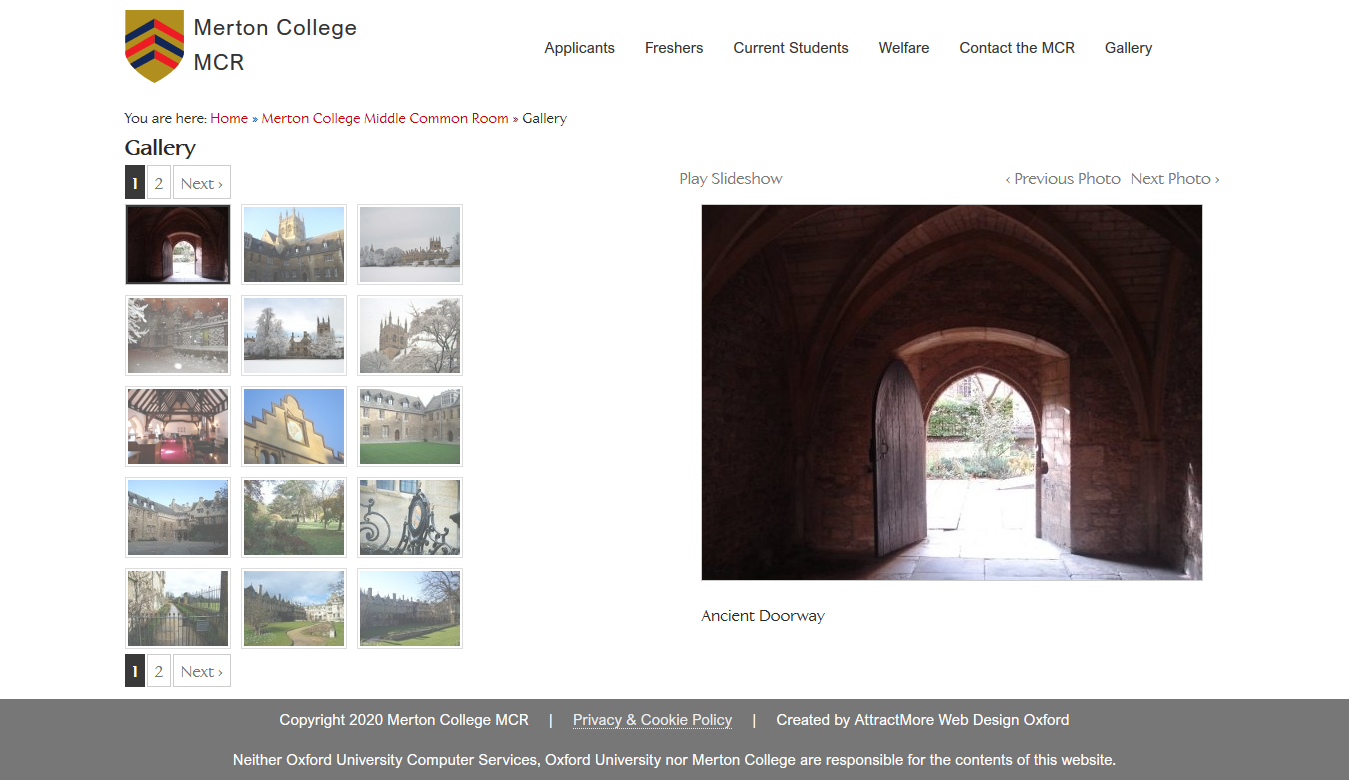 Merton College
MCR
Applicants Freshers Current Students Welfare Contact the MCR Gallery
You are here: Home » Merton College Middle Common Room » Gallery
Gallery
1 2 Next ›
Play Slideshow ‹ Previous Photo Next Photo ›
Ancient Doorway
1 2 Next ›
Copyright 2020 Merton College MCR | Privacy & Cookie Policy | Created by AttractMore Web Design Oxford
Neither Oxford University Computer Services, Oxford University nor Merton College are responsible for the contents of this website.